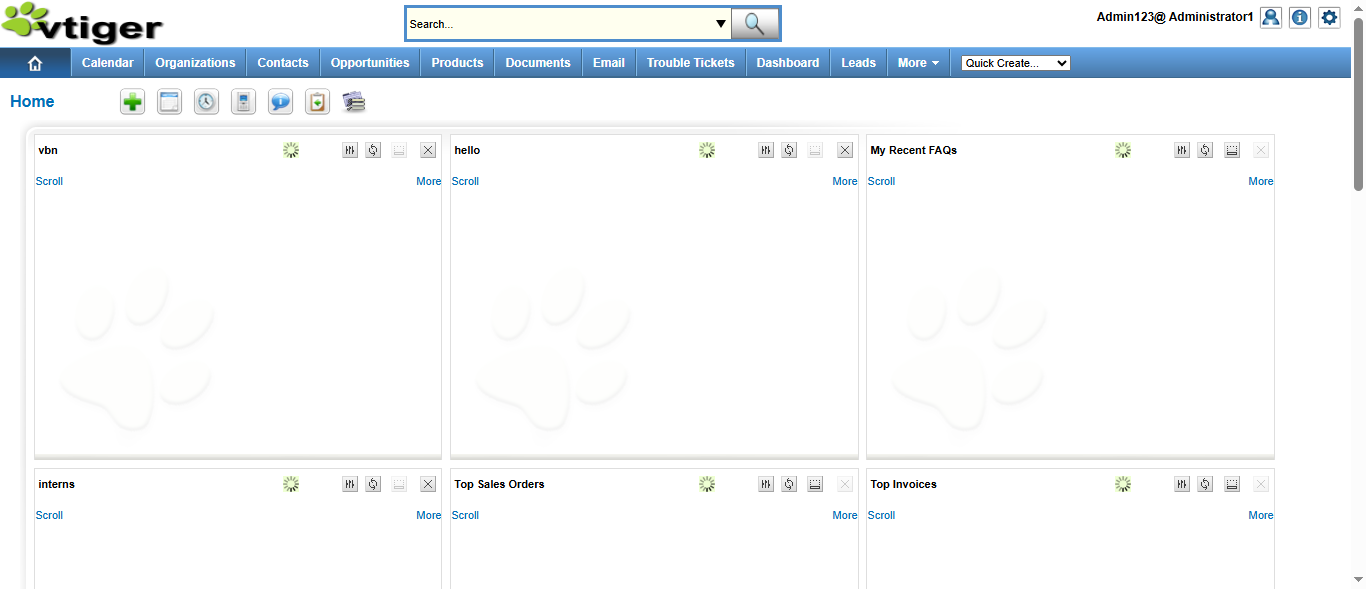 vtiger
Search...
Admin123@ Administrator1
Calendar Organizations Contacts Opportunities Products Documents Email Trouble Tickets Dashboard Leads More Quick Create...
Home
vbn hello My Recent FAQs
Scroll More Scroll More Scroll More
interns Top Sales Orders Top Invoices
Scroll More Scroll More Scroll More